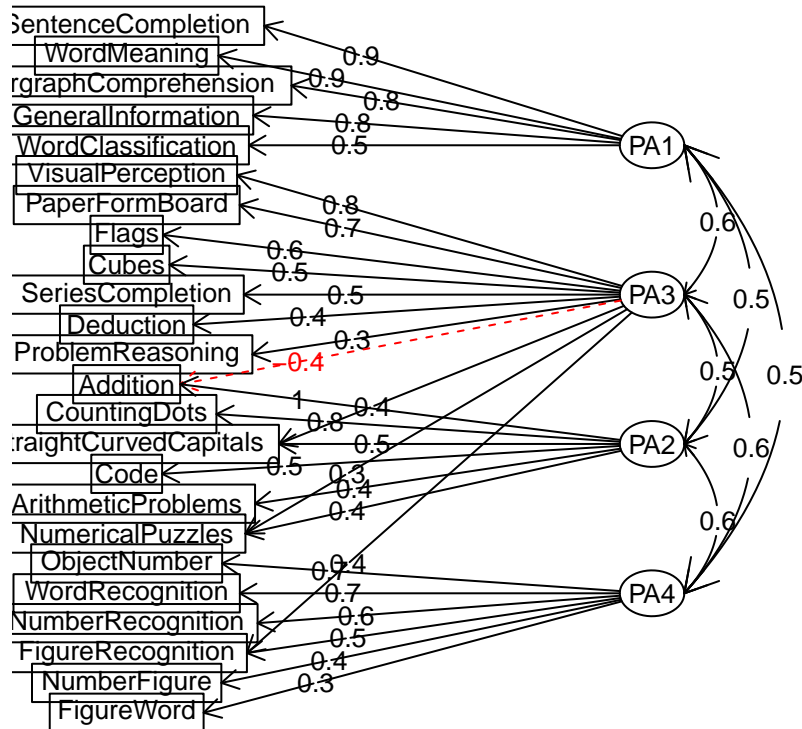 SentenceCompletion
WordMeaning
rgraphComprehension
GeneralInformation
WordClassification
VisualPerception
PaperFormBoard
Flags
Cubes
SeriesCompletion
Deduction
ProblemReasoning
Addition
CountingDots
traightCurvedCapitals
Code
ArithmeticProblems
NumericalPuzzles
ObjectNumber
WordRecognition
NumberRecognition
FigureRecognition
NumberFigure
FigureWord
0.9
0.9
0.8
0.8
0.5
0.8
0.7
0.6
0.5
0.5
0.4
0.3
-0.4
1
0.4
0.8
0.5
0.5
0.3
0.4
0.4
0.4
0.7
0.7
0.6
0.5
0.4
0.3
PA1
PA3
PA2
PA4
0.6
0.5
0.5
0.5
0.6
0.6